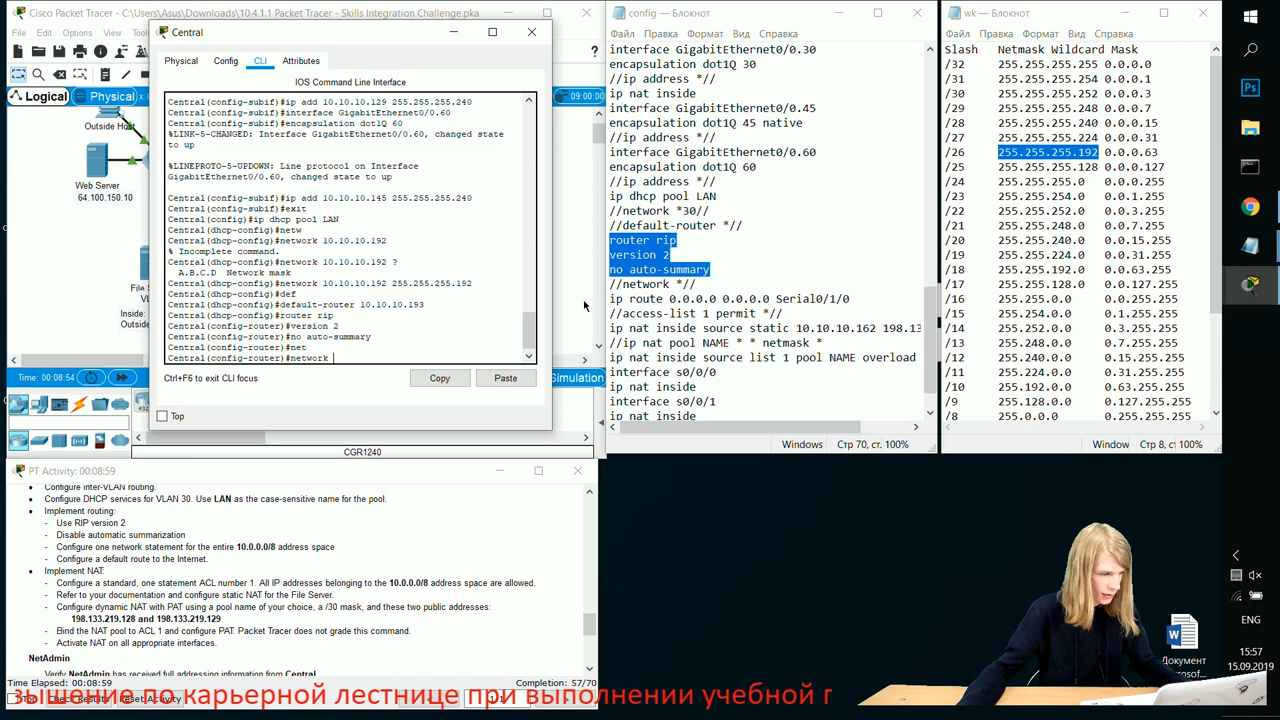 Cisco Packet Tracer - C:\Users\Asus\Downloads\10.4.1.1 Packet Tracer - Skills Integration Challenge.pka
File Edit Options View
Logical
Physical
09:00:00
Outside Host
Web Server
64.100.150.10
Time: 00:08:54
Simulation
CGR1240
Central
Physical Config CLI Attributes
IOS Command Line Interface
Central(config-subif)#ip add 10.10.10.129 255.255.255.240
Central(config-subif)#interface GigabitEthernet0/0.60
Central(config-subif)#encapsulation dot1Q 60
%LINK-5-CHANGED: Interface GigabitEthernet0/0.60, changed state
to up
%LINEPROTO-5-UPDOWN: Line protocol on Interface
GigabitEthernet0/0.60, changed state to up
Central(config-subif)#ip add 10.10.10.145 255.255.255.240
Central(config-subif)#exit
Central(config)#ip dhcp pool LAN
Central(dhcp-config)#netw
Central(dhcp-config)#network 10.10.10.192
% Incomplete command.
Central(dhcp-config)#network 10.10.10.192 ?
A.B.C.D Network mask
Central(dhcp-config)#network 10.10.10.192 255.255.255.192
Central(dhcp-config)#def
Central(dhcp-config)#default-router 10.10.10.193
Central(dhcp-config)#router rip
Central(config-router)#version 2
Central(config-router)#no auto-summary
Central(config-router)#net
Central(config-router)#network
Ctrl+F6 to exit CLI focus
Copy
Paste
Top
config — Блокнот
Файл Правка Формат Вид Справка
interface GigabitEthernet0/0.30
encapsulation dot1Q 30
//ip address *//
ip nat inside
interface GigabitEthernet0/0.45
encapsulation dot1Q 45 native
//ip address *//
interface GigabitEthernet0/0.60
encapsulation dot1Q 60
//ip address *//
ip dhcp pool LAN
//network *30//
//default-router *//
router rip
version 2
no auto-summary
//network *//
ip route 0.0.0.0 0.0.0.0 Serial0/1/0
//access-list 1 permit *//
ip nat inside source static 10.10.10.162 198.13
//ip nat pool NAME * * netmask *
ip nat inside source list 1 pool NAME overload
interface s0/0/0
ip nat inside
interface s0/0/1
ip nat inside
Windows Стр 70, ст. 100%
wk — Блокнот
Файл Правка Формат Вид Справка
Slash Netmask Wildcard Mask
/32 255.255.255.255 0.0.0.0
/31 255.255.255.254 0.0.0.1
/30 255.255.255.252 0.0.0.3
/29 255.255.255.248 0.0.0.7
/28 255.255.255.240 0.0.0.15
/27 255.255.255.224 0.0.0.31
/26 255.255.255.192 0.0.0.63
/25 255.255.255.128 0.0.0.127
/24 255.255.255.0 0.0.0.255
/23 255.255.254.0 0.0.1.255
/22 255.255.252.0 0.0.3.255
/21 255.255.248.0 0.0.7.255
/20 255.255.240.0 0.0.15.255
/19 255.255.224.0 0.0.31.255
/18 255.255.192.0 0.0.63.255
/17 255.255.128.0 0.0.127.255
/16 255.255.0.0 0.0.255.255
/15 255.254.0.0 0.1.255.255
/14 255.252.0.0 0.3.255.255
/13 255.248.0.0 0.7.255.255
/12 255.240.0.0 0.15.255.255
/11 255.224.0.0 0.31.255.255
/10 255.192.0.0 0.63.255.255
/9 255.128.0.0 0.127.255.255
/8 255.0.0.0 0.255.255.255
Window Стр 8, ст. 100%
PT Activity: 00:08:59
Configure inter-VLAN routing.
Configure DHCP services for VLAN 30. Use LAN as the case-sensitive name for the pool.
Implement routing:
- Use RIP version 2
- Disable automatic summarization
- Configure one network statement for the entire 10.0.0.0/8 address space
- Configure a default route to the Internet.
Implement NAT:
- Configure a standard, one statement ACL number 1. All IP addresses belonging to the 10.0.0.0/8 address space are allowed.
- Refer to your documentation and configure static NAT for the File Server.
- Configure dynamic NAT with PAT using a pool name of your choice, a /30 mask, and these two public addresses:
198.133.219.128 and 198.133.219.129
- Bind the NAT pool to ACL 1 and configure PAT. Packet Tracer does not grade this command.
- Activate NAT on all appropriate interfaces.
NetAdmin
Verify NetAdmin has received full addressing information from Central
Time Elapsed: 00:08:59
Completion: 57/70
вышение по карьерной лестнице при выполнении учебной г
Документ
ENG
15:57
15.09.2019